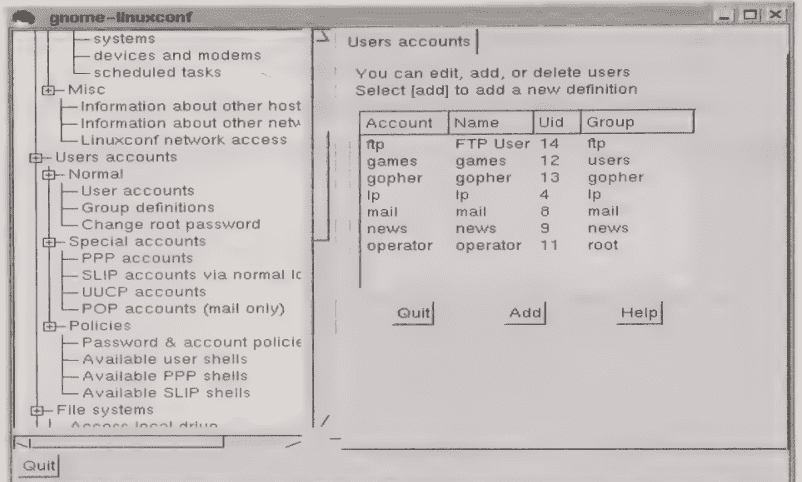 gnome-linuxconf
systems
devices and modems
scheduled tasks
Misc
Information about other host
Information about other netw
Linuxconf network access
Users accounts
Normal
User accounts
Group definitions
Change root password
Special accounts
PPP accounts
SLIP accounts via normal lo
UUCP accounts
POP accounts (mail only)
Policies
Password & account policie
Available user shells
Available PPP shells
Available SLIP shells
File systems
Access local drive
Quit
Users accounts
You can edit, add, or delete users
Select [add] to add a new definition
Account Name Uid Group
ftp FTP User 14 ftp
games games 12 users
gopher gopher 13 gopher
lp lp 4 lp
mail mail 8 mail
news news 9 news
operator operator 11 root
Quit Add Help